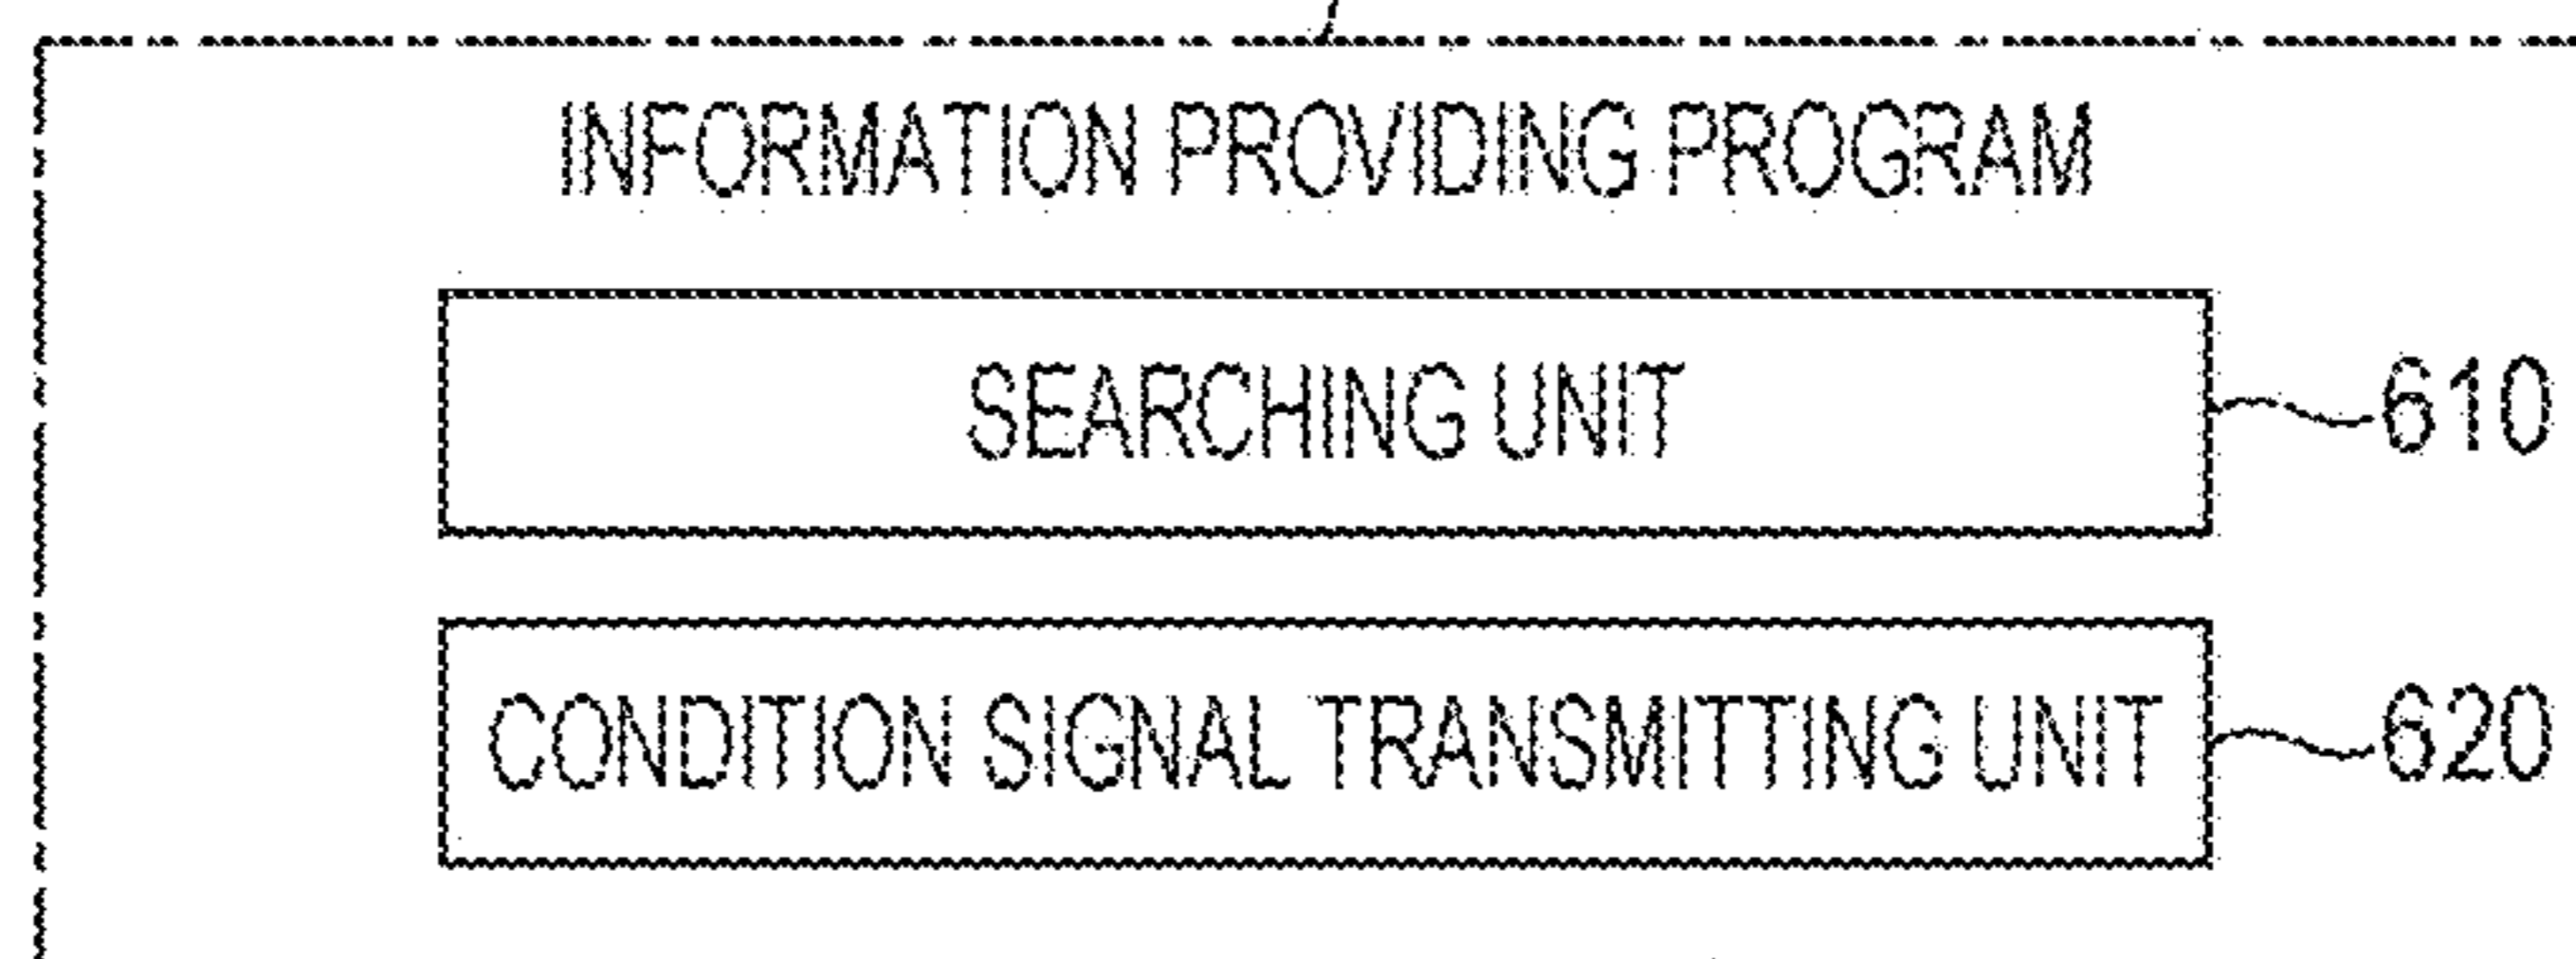 INFORMATION PROVIDING PROGRAM
SEARCHING UNIT
610
CONDITION SIGNAL TRANSMITTING UNIT
620